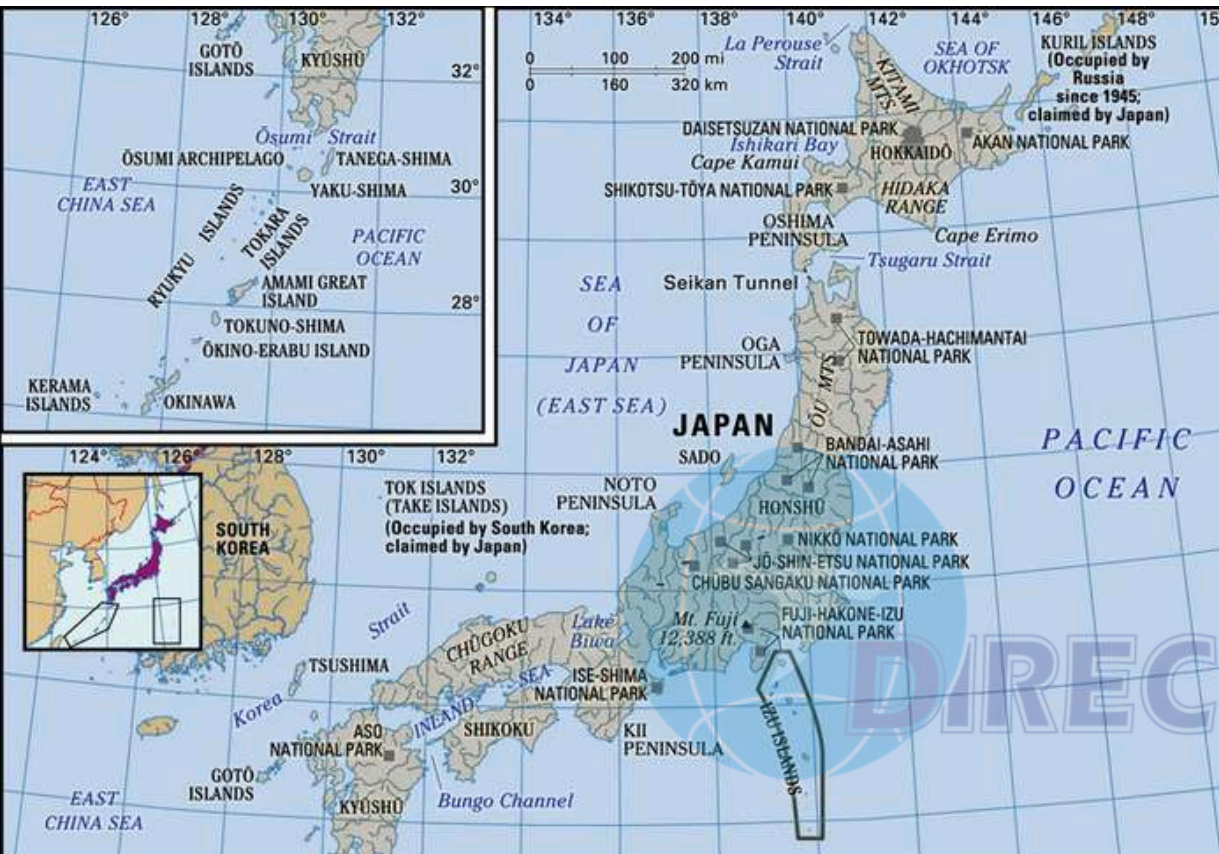 126°
128°
130°
132°
GOTŌ
ISLANDS
KYŪSHŪ
32°
Ōsumi Strait
ŌSUMI ARCHIPELAGO
TANEGA-SHIMA
YAKU-SHIMA
30°
EAST
CHINA SEA
RYUKYU ISLANDS
TOKARA
ISLANDS
PACIFIC
OCEAN
AMAMI GREAT
ISLAND
28°
TOKUNO-SHIMA
ŌKINO-ERABU ISLAND
KERAMA
ISLANDS
OKINAWA
134°
136°
138°
140°
142°
144°
146°
148°
15
0 100 200 mi
0 160 320 km
La Perouse
Strait
SEA OF
OKHOTSK
KURIL ISLANDS
(Occupied by
Russia
since 1945;
claimed by Japan)
KITAMI
MTS.
DAISETSUZAN NATIONAL PARK
Ishikari Bay
Cape Kamui
HOKKAIDŌ
AKAN NATIONAL PARK
SHIKOTSU-TŌYA NATIONAL PARK
HIDAKA
RANGE
OSHIMA
PENINSULA
Cape Erimo
Tsugaru Strait
Seikan Tunnel
SEA
OF
JAPAN
(EAST SEA)
OGA
PENINSULA
TOWADA-HACHIMANTAI
NATIONAL PARK
ŌU MTS.
JAPAN
SADO
BANDAI-ASAHI
NATIONAL PARK
PACIFIC
OCEAN
NOTO
PENINSULA
HONSHŪ
NIKKŌ NATIONAL PARK
JŌ-SHIN-ETSU NATIONAL PARK
CHŪBU SANGAKU NATIONAL PARK
Mt. Fuji
12,388 ft.
FUJI-HAKONE-IZU
NATIONAL PARK
DIREC
IZU ISLANDS
124°
126°
130°
132°
SOUTH
KOREA
TOK ISLANDS
(TAKE ISLANDS)
(Occupied by South Korea;
claimed by Japan)
Korea Strait
TSUSHIMA
CHŪGOKU
RANGE
Lake
Biwa
ISE-SHIMA
NATIONAL PARK
INLAND SEA
SHIKOKU
KII
PENINSULA
ASO
NATIONAL PARK
GOTŌ
ISLANDS
KYŪSHŪ
Bungo Channel
EAST
CHINA SEA